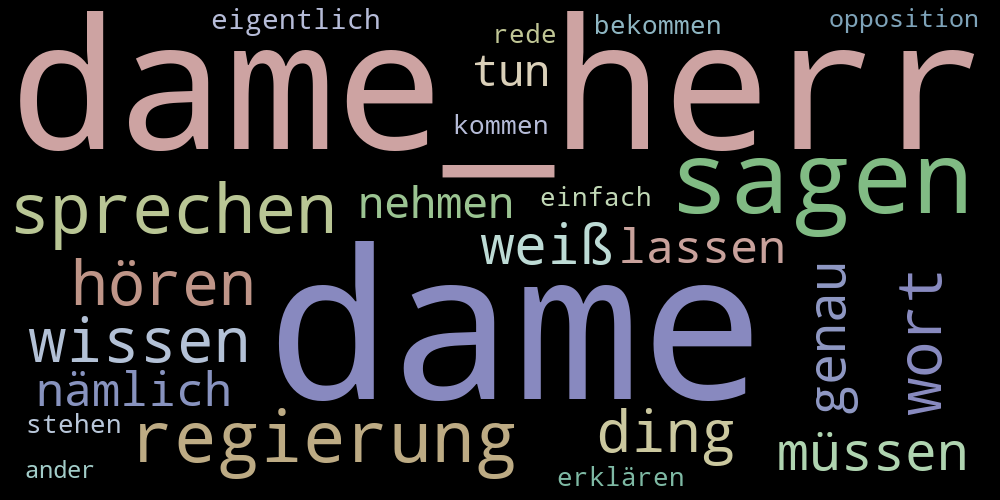 eigentlich
rede
bekommen
opposition
dame_herr
tun
kommen
sagen
sprechen
nehmen
einfach
weiß
lassen
hören
dame
genau
wort
wissen
nämlich
stehen
regierung
ding
müssen
ander
erklären